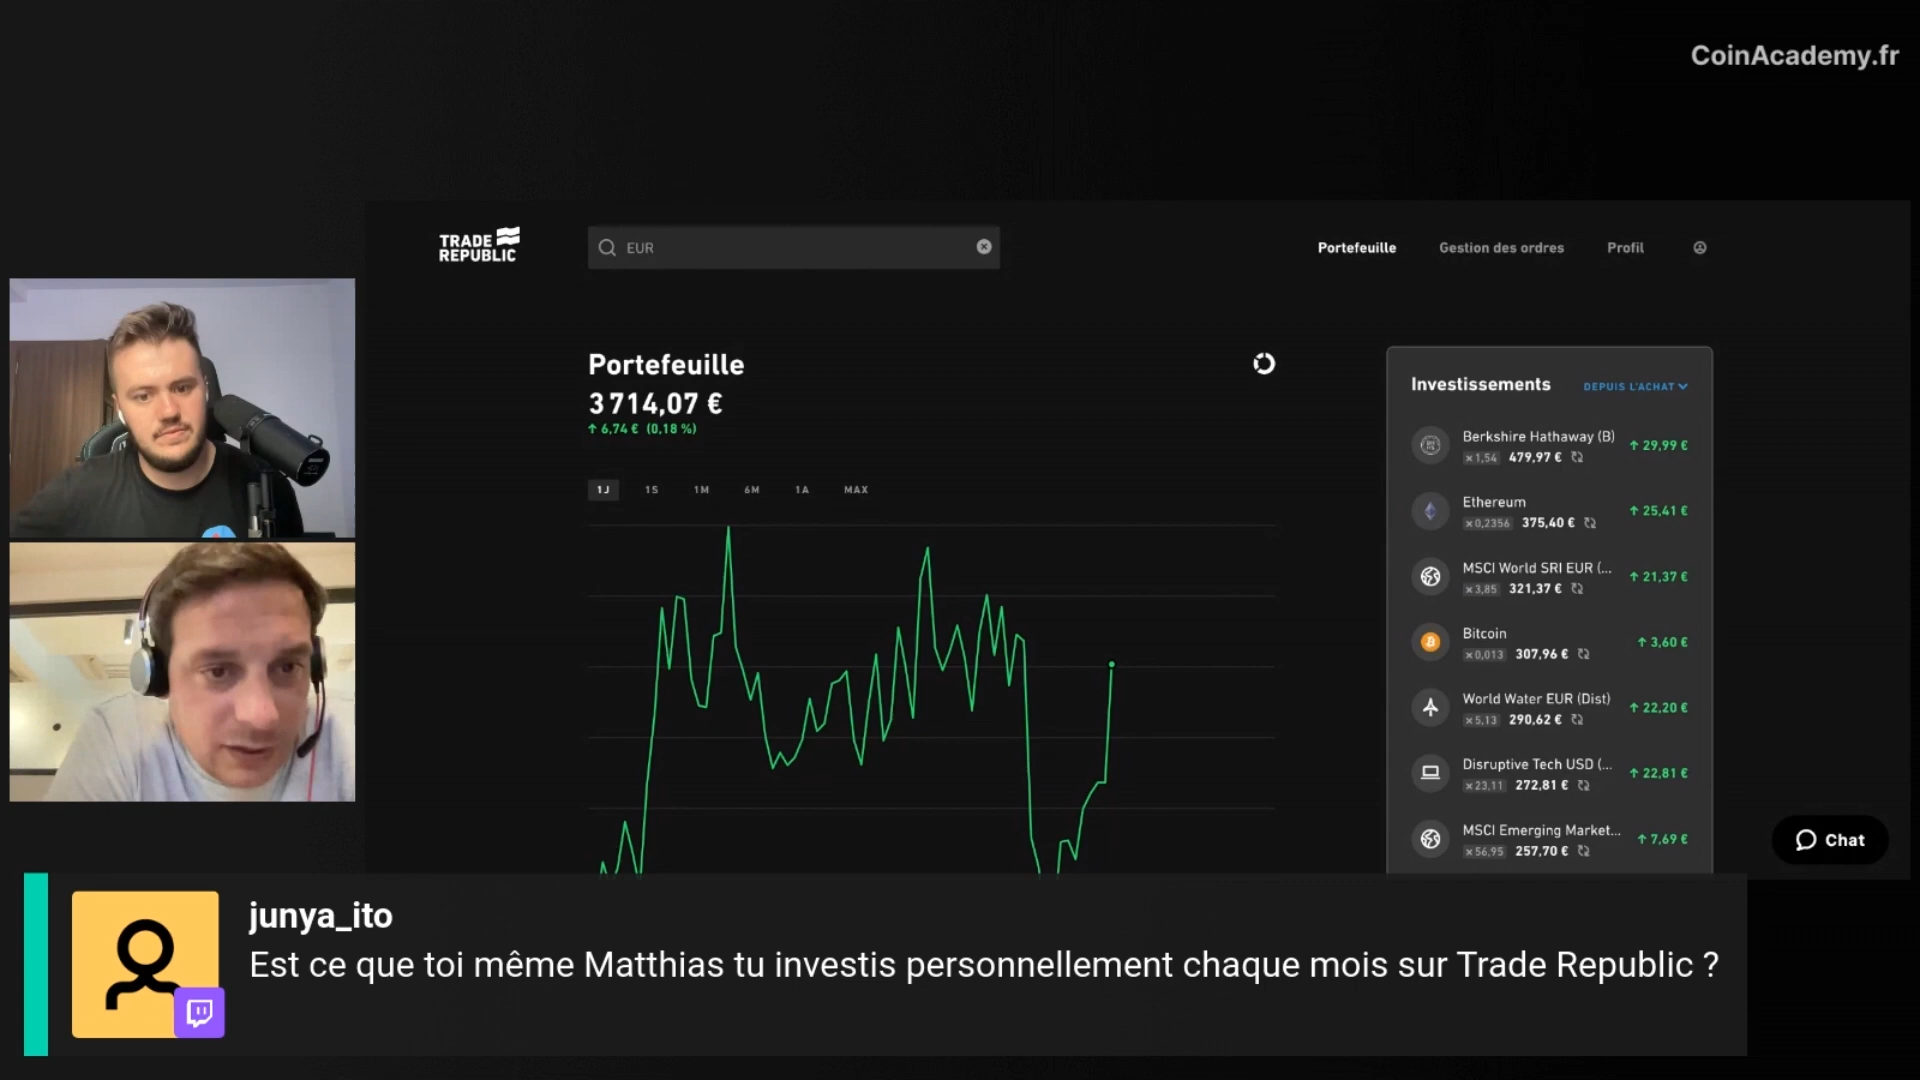 CoinAcademy.fr
TRADE
REPUBLIC
EUR
Portefeuille
Gestion des ordres
Profil
Portefeuille
3 714,07 €
↑ 6,74 € (0,18 %)
1J
1S
1M
6M
1A
MAX
Investissements
DEPUIS L'ACHAT
Berkshire Hathaway (B)
×1,54 479,97 €
↑ 29,99 €
Ethereum
×0,2356 375,40 €
↑ 25,41 €
MSCI World SRI EUR (...
×3,85 321,37 €
↑ 21,37 €
Bitcoin
×0,013 307,96 €
↑ 3,60 €
World Water EUR (Dist)
×5,13 290,62 €
↑ 22,20 €
Disruptive Tech USD (...
×23,11 272,81 €
↑ 22,81 €
MSCI Emerging Market...
×56,95 257,70 €
↑ 7,69 €
Chat
junya_ito
Est ce que toi même Matthias tu investis personnellement chaque mois sur Trade Republic ?